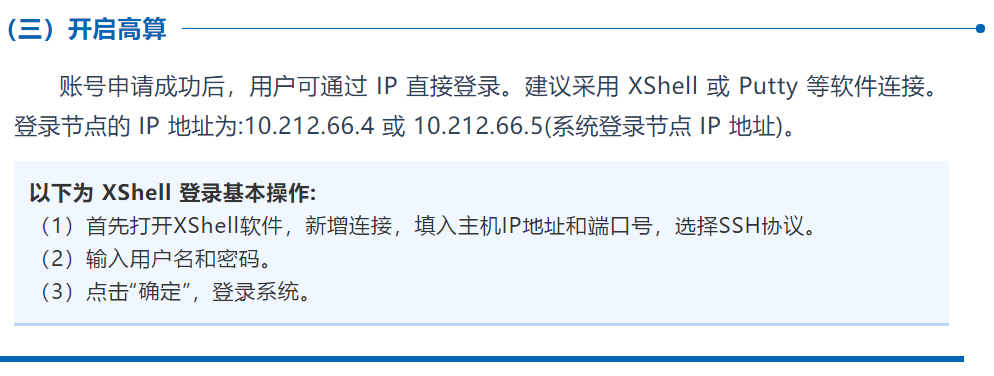 （三）开启高算
账号申请成功后，用户可通过 IP 直接登录。建议采用 XShell 或 Putty 等软件连接。
登录节点的 IP 地址为:10.212.66.4 或 10.212.66.5(系统登录节点 IP 地址)。
以下为 XShell 登录基本操作:
（1）首先打开XShell软件，新增连接，填入主机IP地址和端口号，选择SSH协议。
（2）输入用户名和密码。
（3）点击“确定”，登录系统。